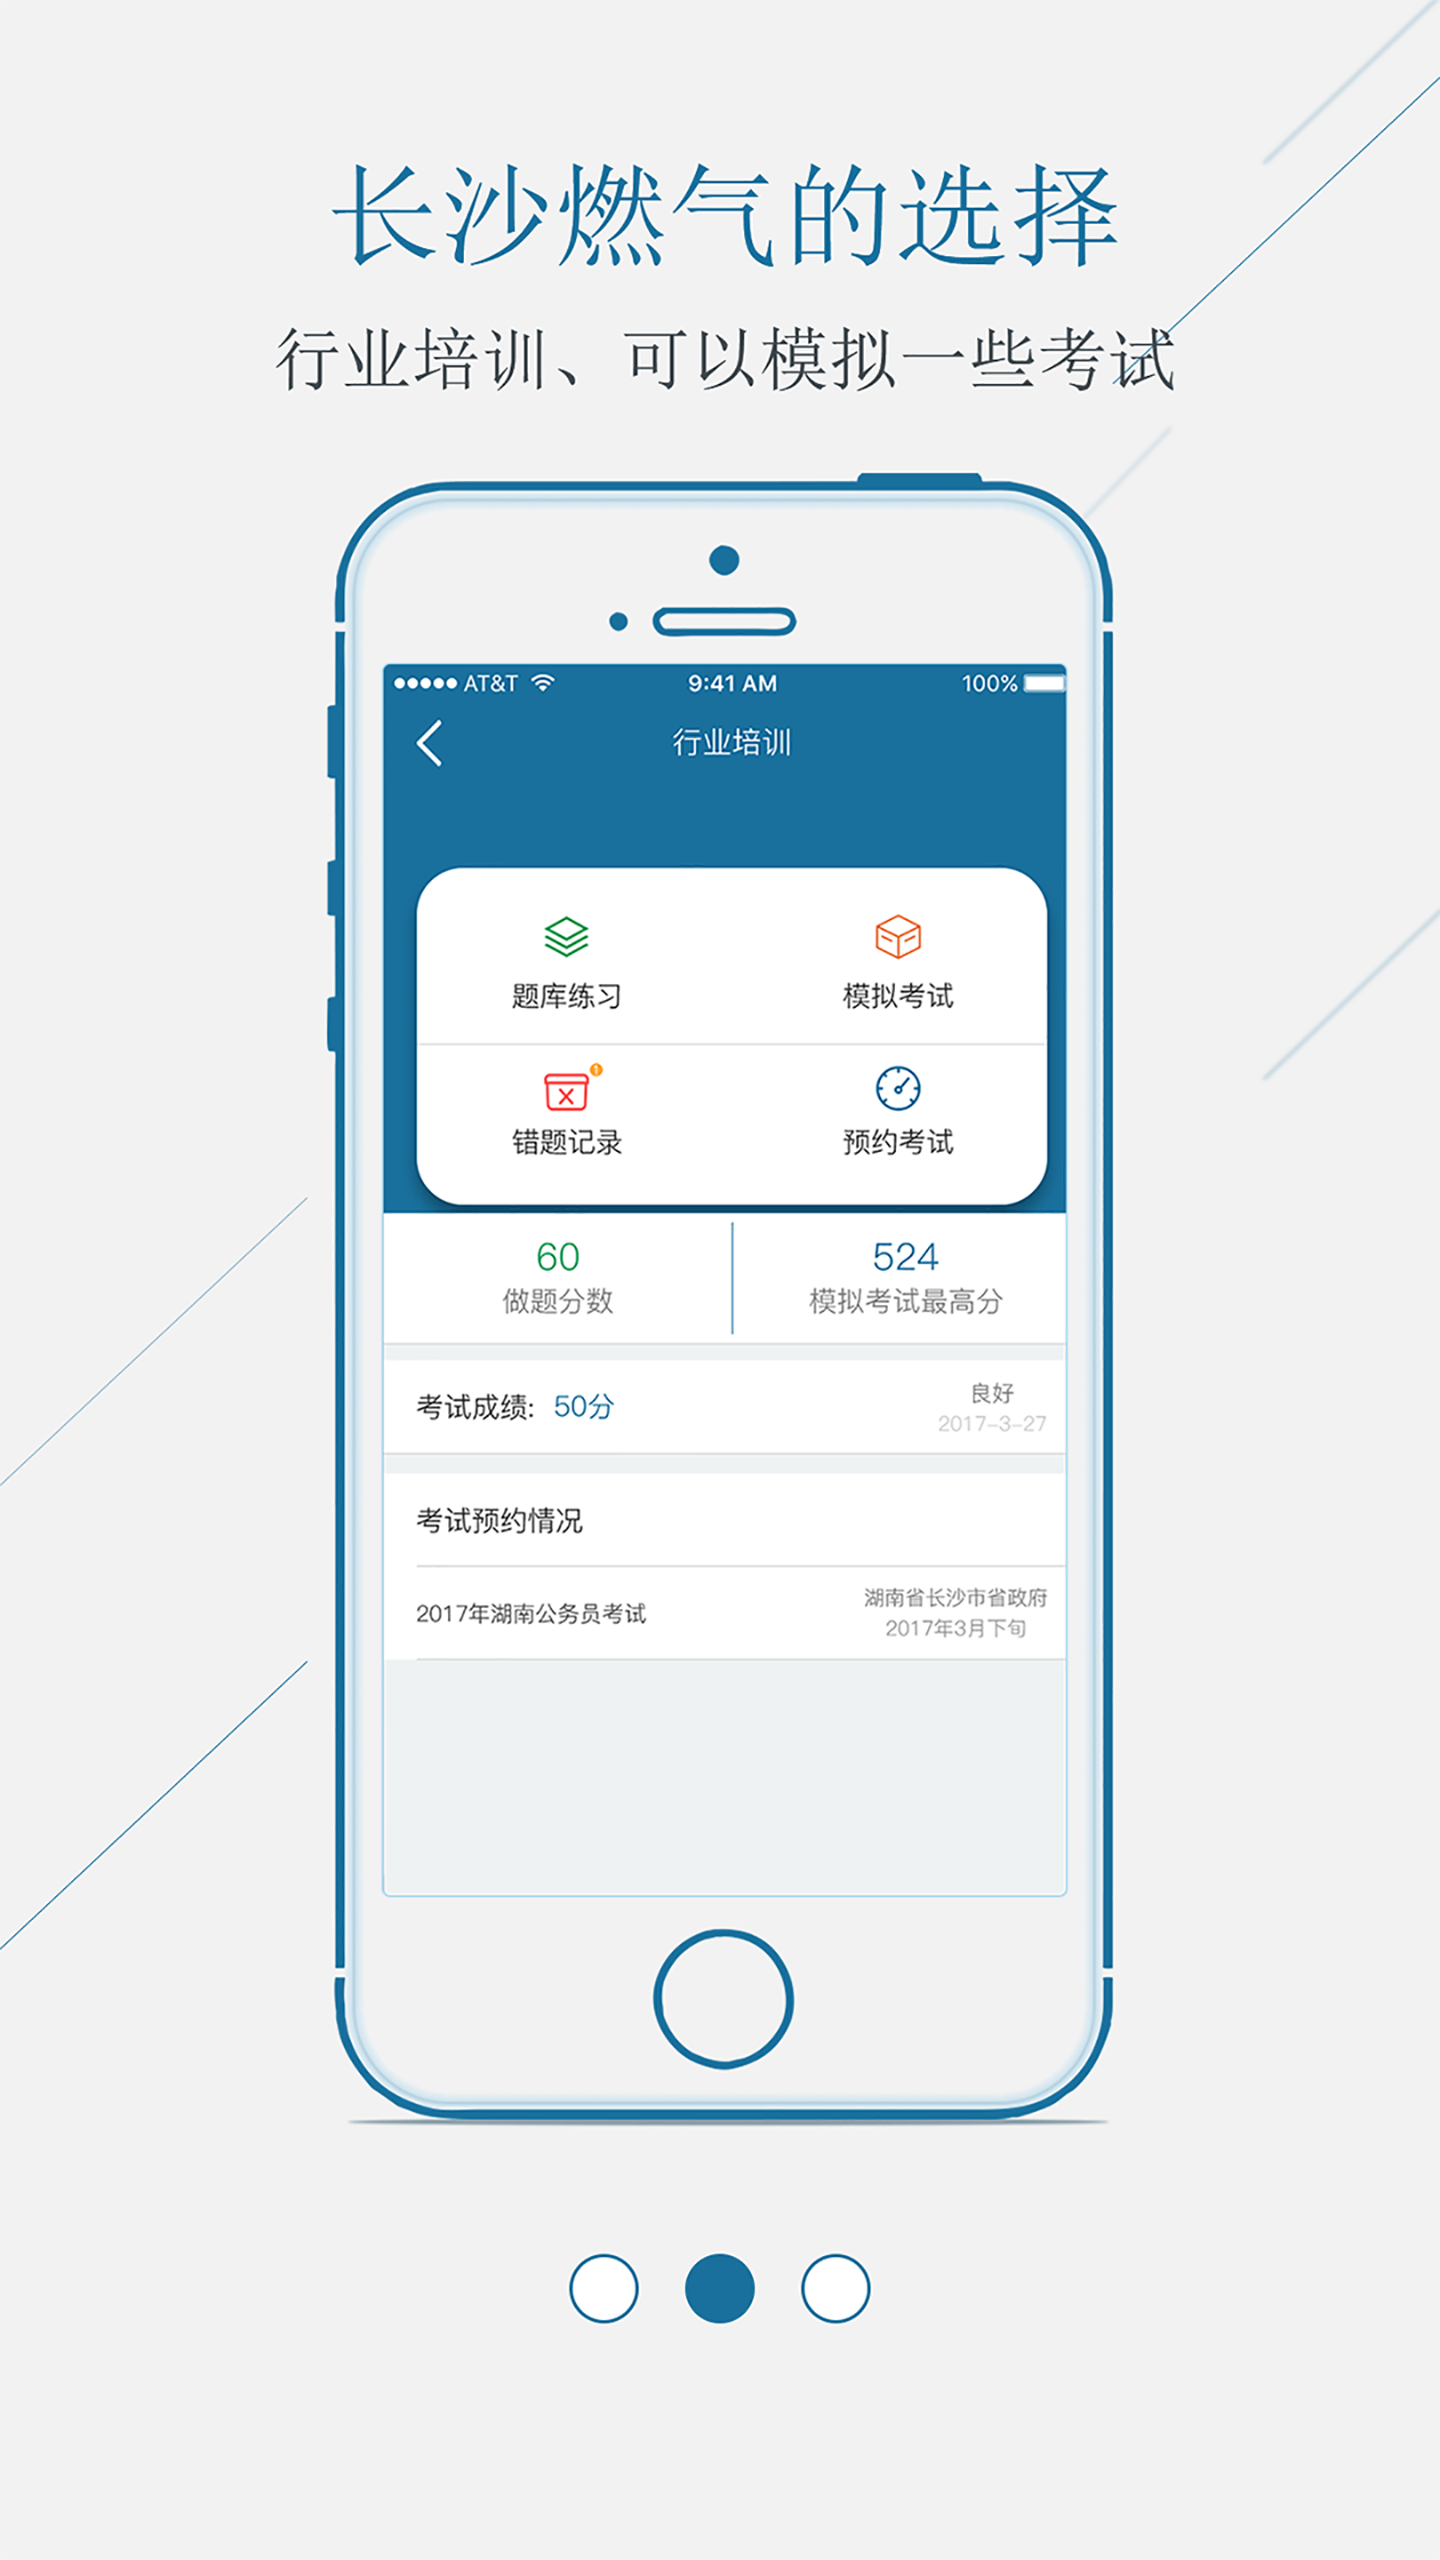 长沙燃气的选择
行业培训、可以模拟一些考试
AT&T 9:41 AM 100%
行业培训
题库练习 模拟考试
1
错题记录 预约考试
60 524
做题分数 模拟考试最高分
考试成绩: 50分 良好
2017-3-27
考试预约情况
2017年湖南公务员考试 湖南省长沙市省政府
2017年3月下旬